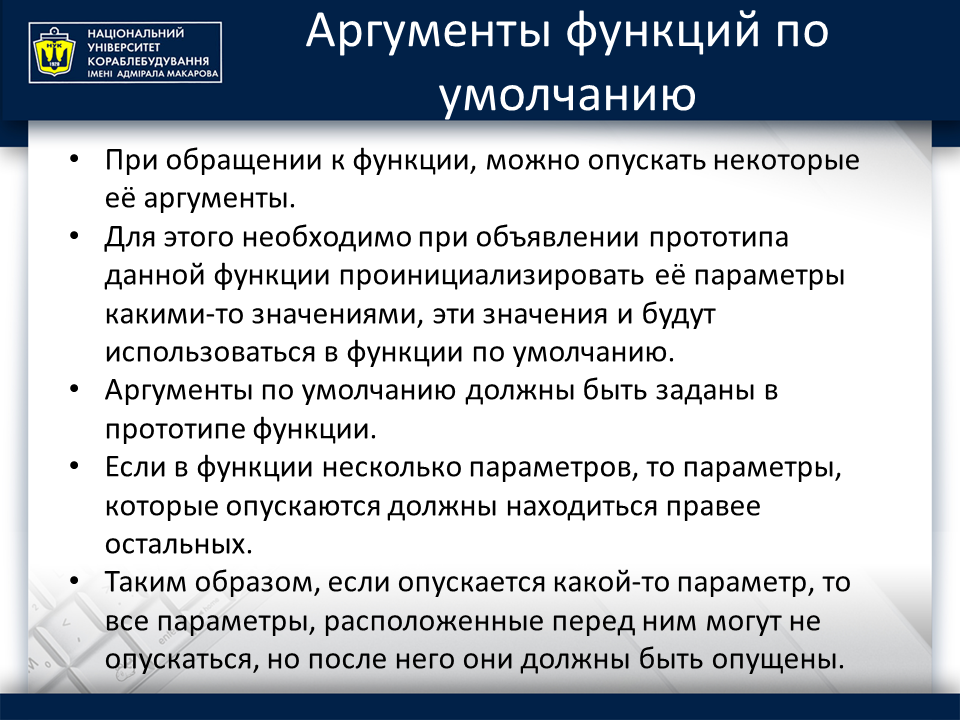 НУК
1920
НАЦІОНАЛЬНИЙ
УНІВЕРСИТЕТ
КОРАБЛЕБУДУВАННЯ
ІМЕНІ АДМІРАЛА МАКАРОВА
Аргументы функций по
умолчанию
• При обращении к функции, можно опускать некоторые
её аргументы.
• Для этого необходимо при объявлении прототипа
данной функции проинициализировать её параметры
какими-то значениями, эти значения и будут
использоваться в функции по умолчанию.
• Аргументы по умолчанию должны быть заданы в
прототипе функции.
• Если в функции несколько параметров, то параметры,
которые опускаются должны находиться правее
остальных.
• Таким образом, если опускается какой-то параметр, то
все параметры, расположенные перед ним могут не
опускаться, но после него они должны быть опущены.